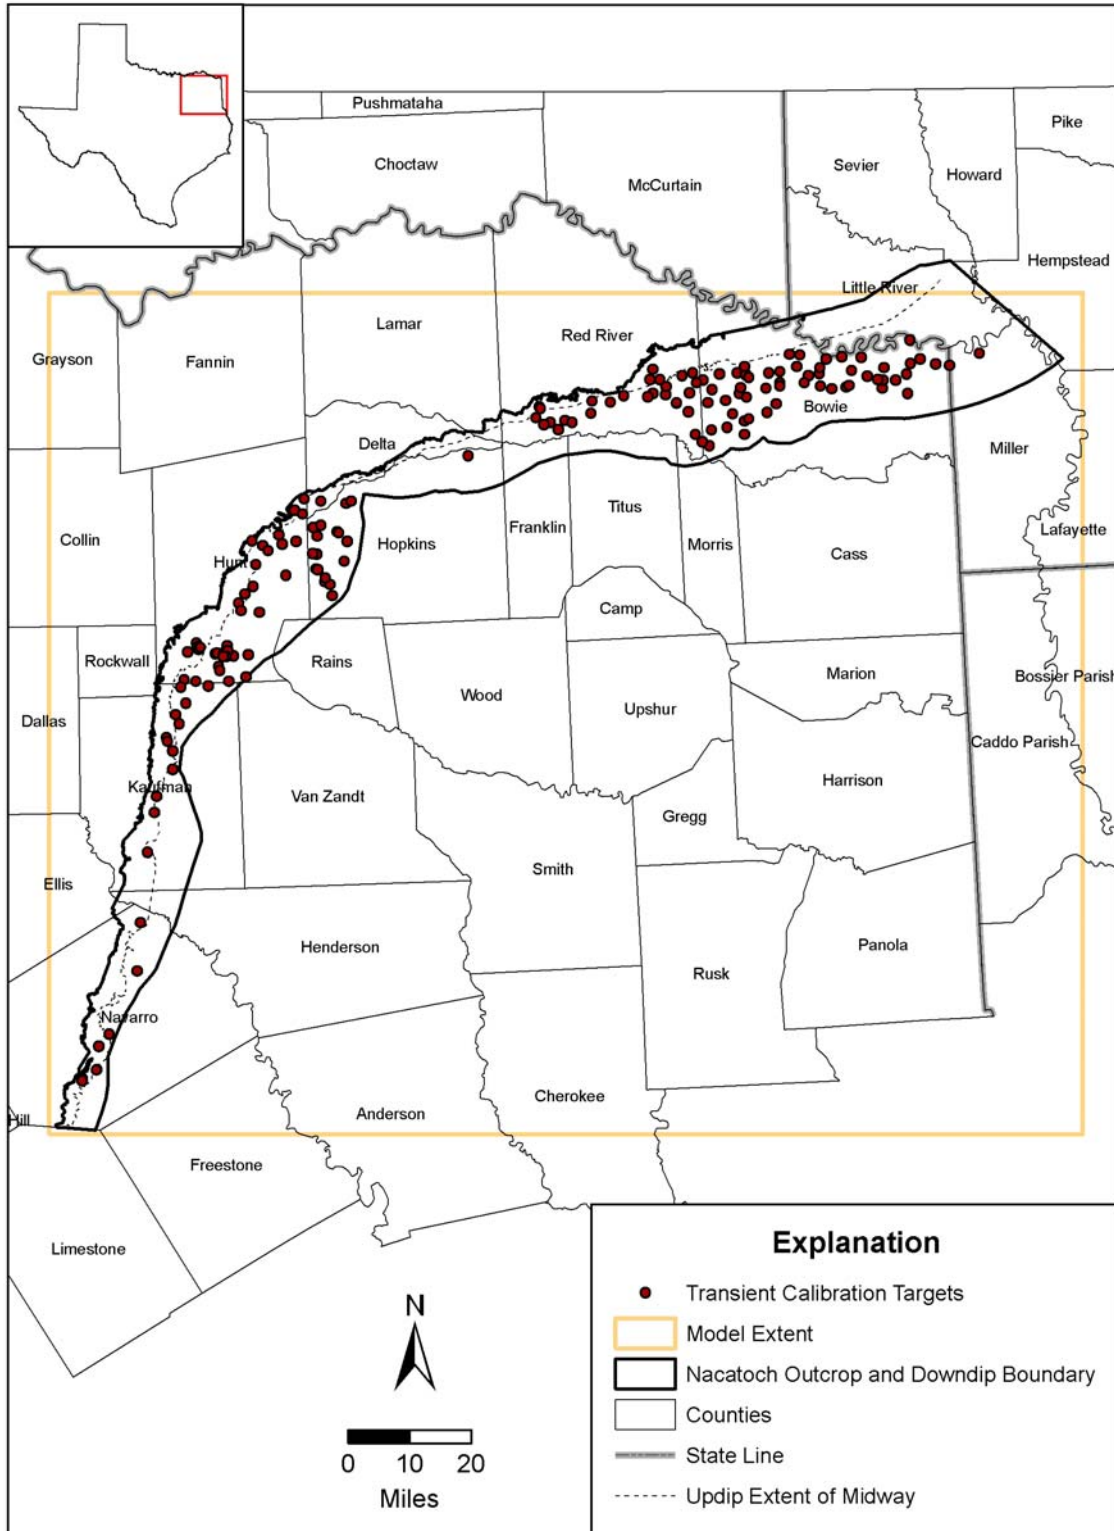 Pushmataha
Pike
Choctaw
Sevier
Howard
McCurtain
Hempstead
Little River
Lamar
Red River
Grayson
Fannin
Bowie
Delta
Miller
Titus
Lafayette
Collin
Franklin
Hopkins
Morris
Cass
Hunt
Camp
Rockwall
Rains
Marion
Bossier Parish
Wood
Upshur
Dallas
Caddo Parish
Harrison
Kaufman
Van Zandt
Gregg
Smith
Ellis
Henderson
Panola
Rusk
Navarro
Cherokee
Anderson
Hill
Freestone
Limestone
N
0 10 20
Miles
Explanation
Transient Calibration Targets
Model Extent
Nacatoch Outcrop and Downdip Boundary
Counties
State Line
Updip Extent of Midway